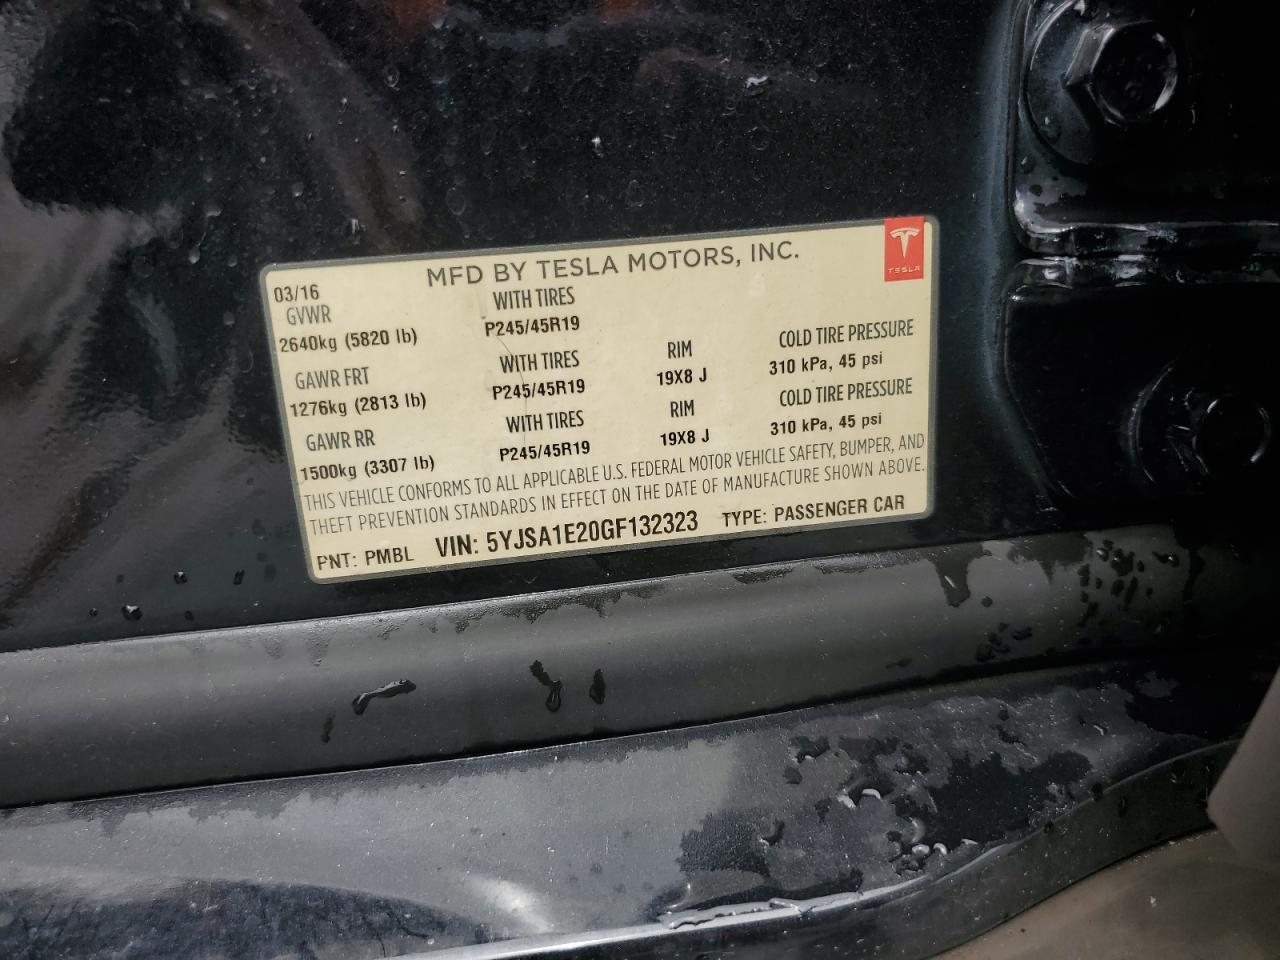 MFD BY TESLA MOTORS, INC.
TESLA
03/16
GVWR WITH TIRES
2640kg (5820 lb) P245/45R19
GAWR FRT WITH TIRES RIM COLD TIRE PRESSURE
1276kg (2813 lb) P245/45R19 19X8 J 310 kPa, 45 psi
GAWR RR WITH TIRES RIM COLD TIRE PRESSURE
1500kg (3307 lb) P245/45R19 19X8 J 310 kPa, 45 psi
THIS VEHICLE CONFORMS TO ALL APPLICABLE U.S. FEDERAL MOTOR VEHICLE SAFETY, BUMPER, AND
THEFT PREVENTION STANDARDS IN EFFECT ON THE DATE OF MANUFACTURE SHOWN ABOVE.
PNT: PMBL VIN: 5YJSA1E20GF132323 TYPE: PASSENGER CAR